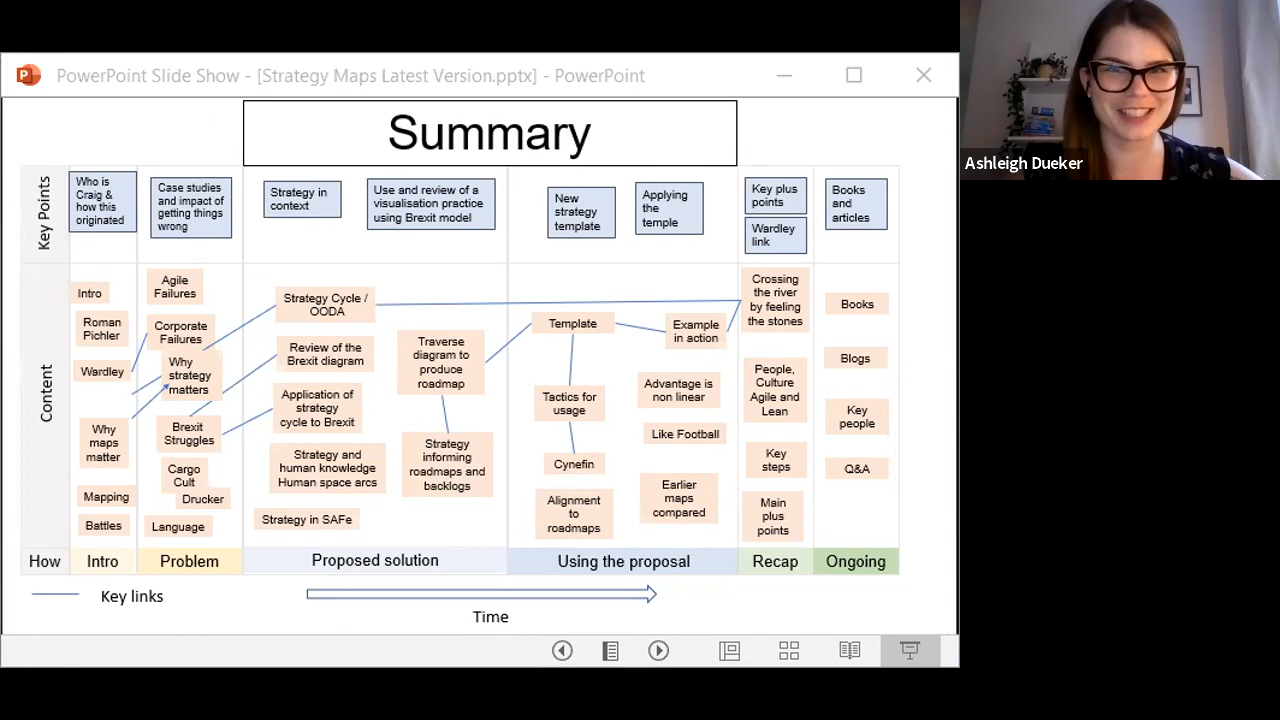 PowerPoint Slide Show - [Strategy Maps Latest Version.pptx] - PowerPoint
Ashleigh Dueker
Summary
Key Points
Who is
Craig &
how this
originated
Case studies
and impact of
getting things
wrong
Strategy in
context
Use and review of a
visualisation practice
using Brexit model
New
strategy
template
Applying
the
temple
Key plus
points
Wardley
link
Books
and
articles
Content
Intro
Roman
Pichler
Wardley
Why
maps
matter
Mapping
Battles
Agile
Failures
Corporate
Failures
Why
strategy
matters
Brexit
Struggles
Cargo
Cult
Drucker
Language
Strategy Cycle /
OODA
Review of the
Brexit diagram
Application of
strategy
cycle to Brexit
Strategy and
human knowledge
Human space arcs
Strategy in SAFe
Traverse
diagram to
produce
roadmap
Strategy
informing
roadmaps and
backlogs
Template
Tactics for
usage
Cynefin
Alignment
to
roadmaps
Example
in action
Advantage is
non linear
Like Football
Earlier
maps
compared
Crossing
the river
by feeling
the stones
People,
Culture
Agile and
Lean
Key
steps
Main
plus
points
Books
Blogs
Key
people
Q&A
How
Intro
Problem
Proposed solution
Using the proposal
Recap
Ongoing
Key links
Time